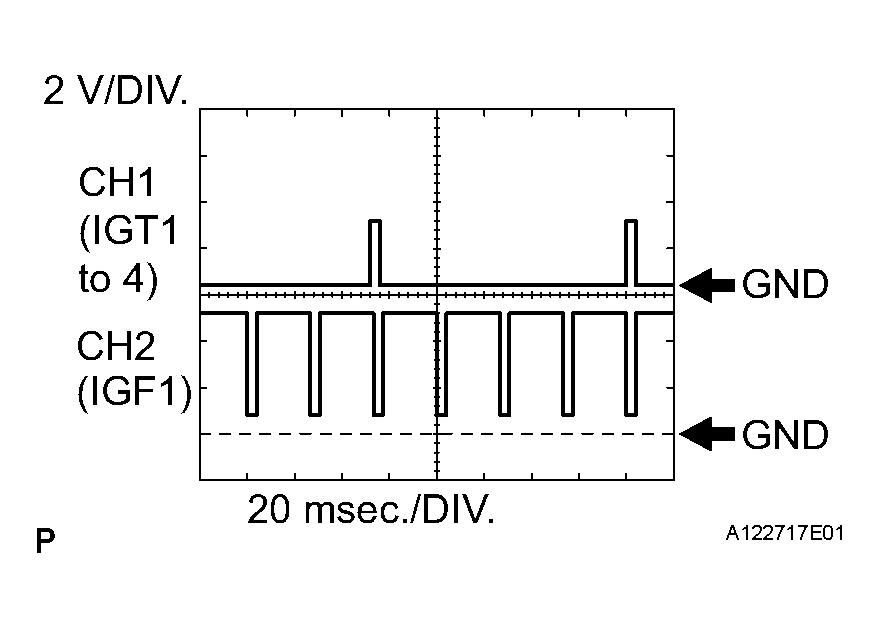 2 V/DIV.
CH1
(IGT1
to 4)
GND
CH2
(IGF1)
GND
20 msec./DIV.
P
A122717E01